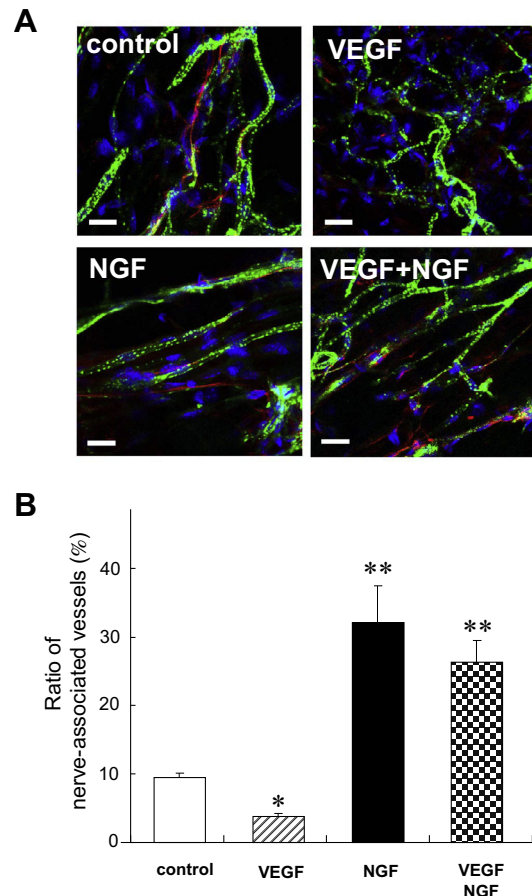 A
control
VEGF
NGF
VEGF+NGF
B
Ratio of
nerve-associated vessels (%)
40
30
20
10
0
**
**
*
control
VEGF
NGF
VEGF
NGF